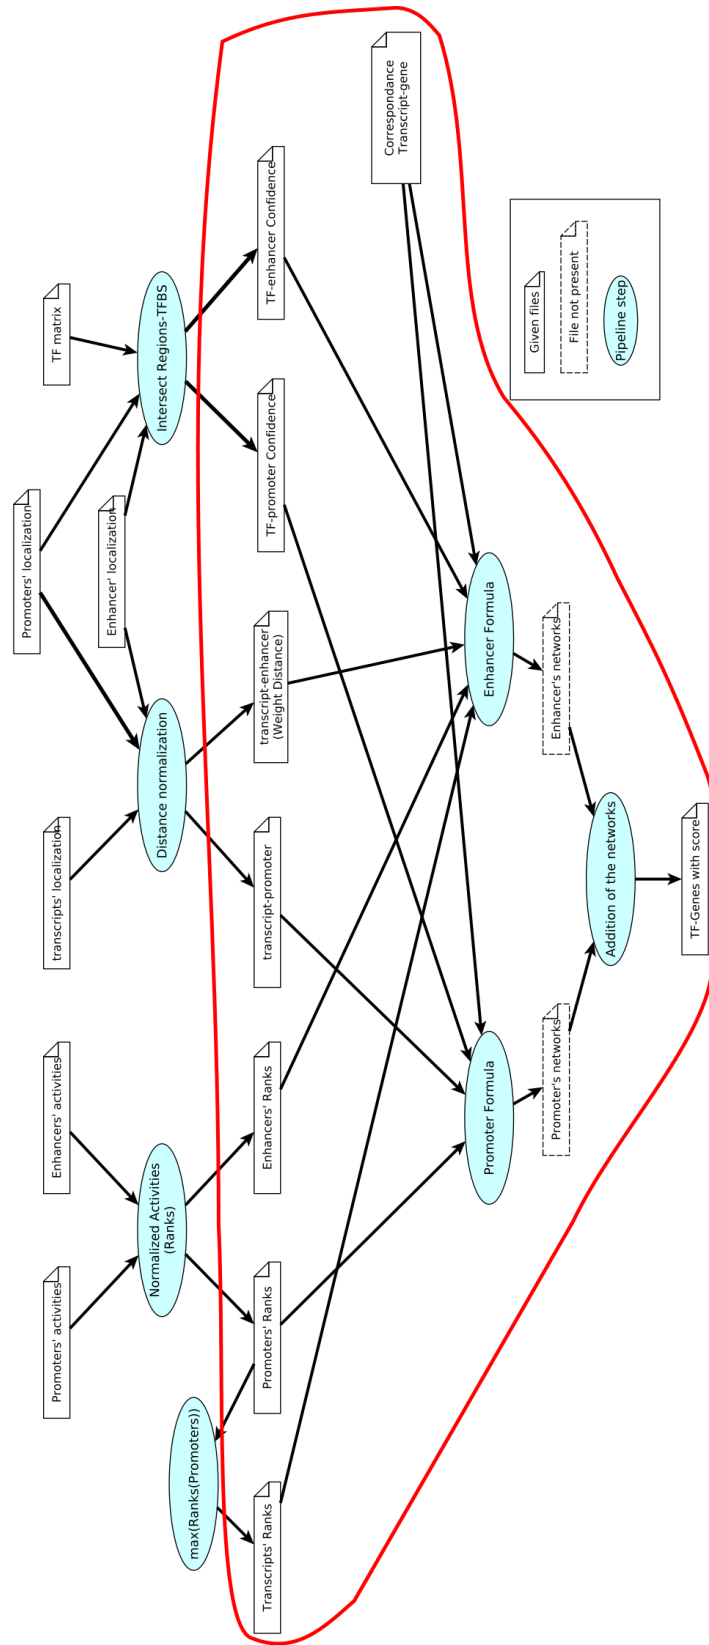 Promoters' activities
Enhancers' activities
transcripts' localization
Promoters' localization
Enhancer' localization
TF matrix
max(Ranks(Promoters))
Normalized Activities
(Ranks)
Distance normalization
Intersect Regions-TFBS
Transcripts' Ranks
Promoters' Ranks
Enhancers' Ranks
transcript-promoter
transcript-enhancer
(Weight Distance)
TF-promoter Confidence
TF-enhancer Confidence
Correspondance
Transcript-gene
Promoter Formula
Enhancer Formula
Promoter's networks
Enhancer's networks
Addition of the networks
TF-Genes with score
Given files
File not present
Pipeline step